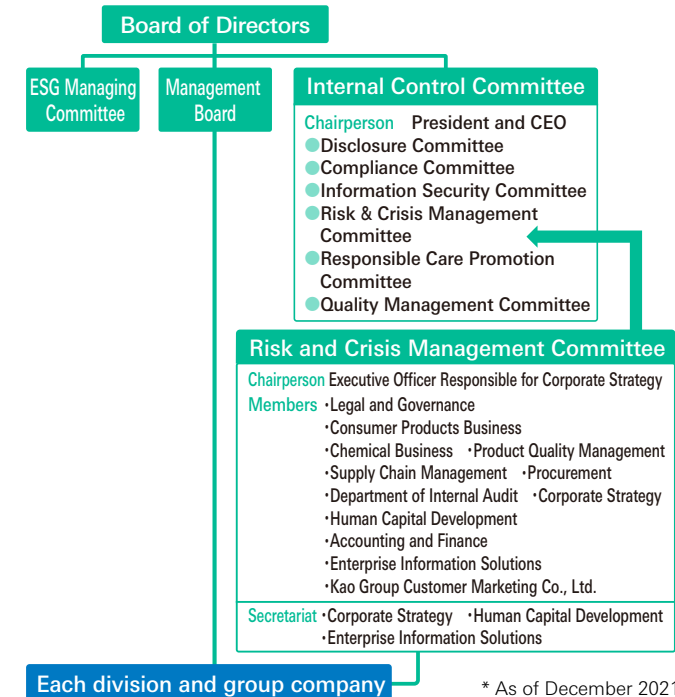 Board of Directors
ESG Managing
Committee
Management
Board
Internal Control Committee
Chairperson President and CEO
●Disclosure Committee
●Compliance Committee
●Information Security Committee
●Risk & Crisis Management
Committee
●Responsible Care Promotion
Committee
●Quality Management Committee
Risk and Crisis Management Committee
Chairperson Executive Officer Responsible for Corporate Strategy
Members ・Legal and Governance
・Consumer Products Business
・Chemical Business ・Product Quality Management
・Supply Chain Management ・Procurement
・Department of Internal Audit ・Corporate Strategy
・Human Capital Development
・Accounting and Finance
・Enterprise Information Solutions
・Kao Group Customer Marketing Co., Ltd.
Secretariat ・Corporate Strategy ・Human Capital Development
・Enterprise Information Solutions
Each division and group company
* As of December 2021